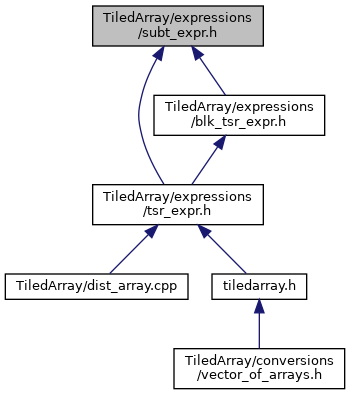 TiledArray/expressions
/subt_expr.h
TiledArray/expressions
/blk_tsr_expr.h
TiledArray/expressions
/tsr_expr.h
TiledArray/dist_array.cpp
tiledarray.h
TiledArray/conversions
/vector_of_arrays.h